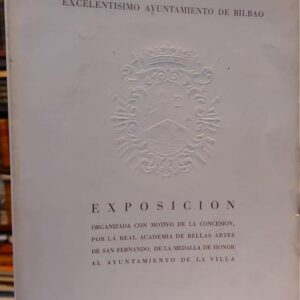 EXCELENTISIMO AYUNTAMIENTO DE BILBAO
EXPOSICION
ORGANIZADA CON MOTIVO DE LA CONCESION,
POR LA REAL ACADEMIA DE BELLAS ARTES
DE SAN FERNANDO, DE LA MEDALLA DE HONOR
AL AYUNTAMIENTO DE LA VILLA